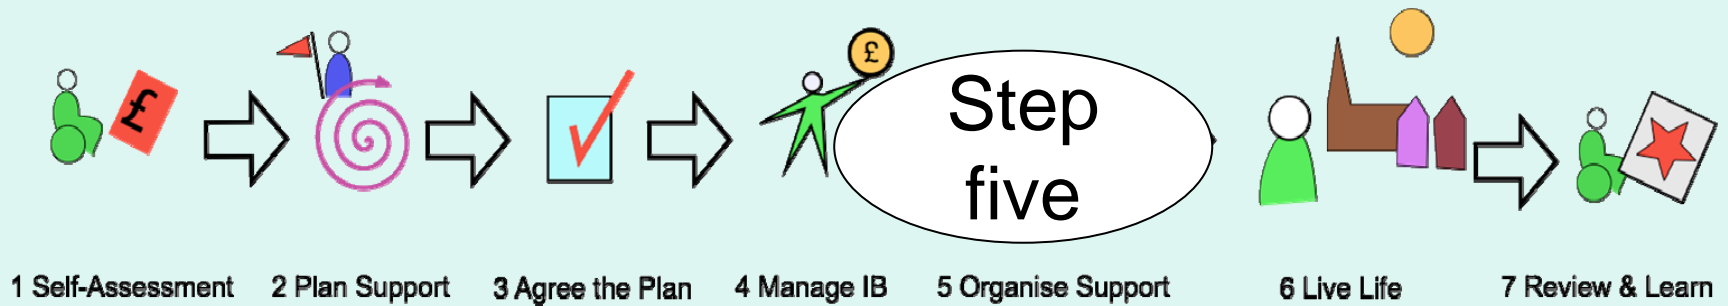 £
£
Step
five
1 Self-Assessment
2 Plan Support
3 Agree the Plan
4 Manage IB
5 Organise Support
6 Live Life
7 Review & Learn